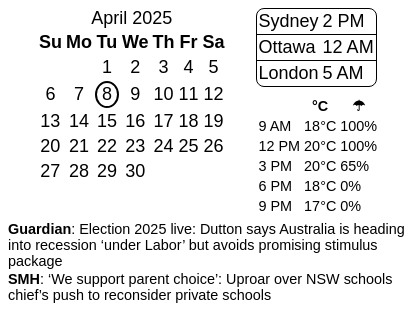 April 2025
Su Mo Tu We Th Fr Sa
1 2 3 4 5
6 7 8 9 10 11 12
13 14 15 16 17 18 19
20 21 22 23 24 25 26
27 28 29 30
Sydney 2 PM
Ottawa 12 AM
London 5 AM
°C ☂
9 AM 18°C 100%
12 PM 20°C 100%
3 PM 20°C 65%
6 PM 18°C 0%
9 PM 17°C 0%
Guardian: Election 2025 live: Dutton says Australia is heading
into recession ‘under Labor’ but avoids promising stimulus
package
SMH: ‘We support parent choice’: Uproar over NSW schools
chief’s push to reconsider private schools